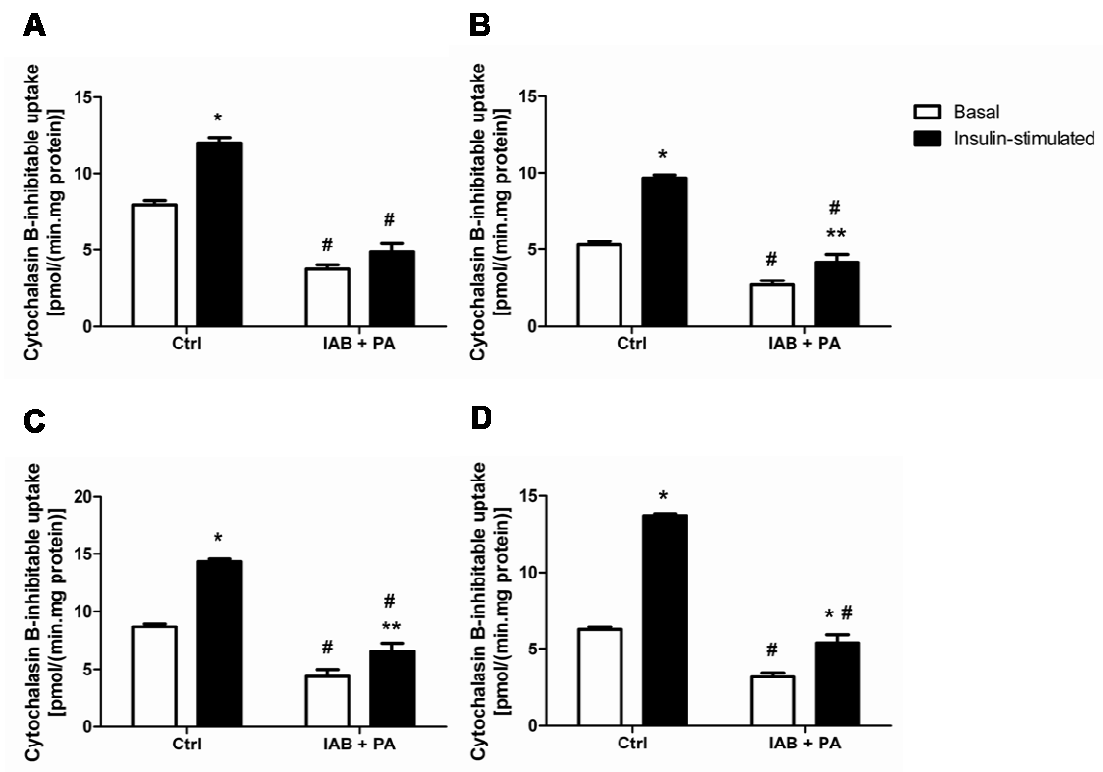 A
Cytochalasin B-inhibitable uptake
[pmol/(min.mg protein)]
15
10
5
0
*
#
#
Ctrl
IAB + PA
B
Cytochalasin B-inhibitable uptake
[pmol/(min.mg protein)]
15
10
5
0
*
#
#
**
Ctrl
IAB + PA
Basal
Insulin-stimulated
C
Cytochalasin B-inhibitable uptake
[pmol/(min.mg protein)]
20
15
10
5
0
*
#
#
**
Ctrl
IAB + PA
D
Cytochalasin B-inhibitable uptake
[pmol/(min.mg protein)]
15
10
5
0
*
#
* #
Ctrl
IAB + PA